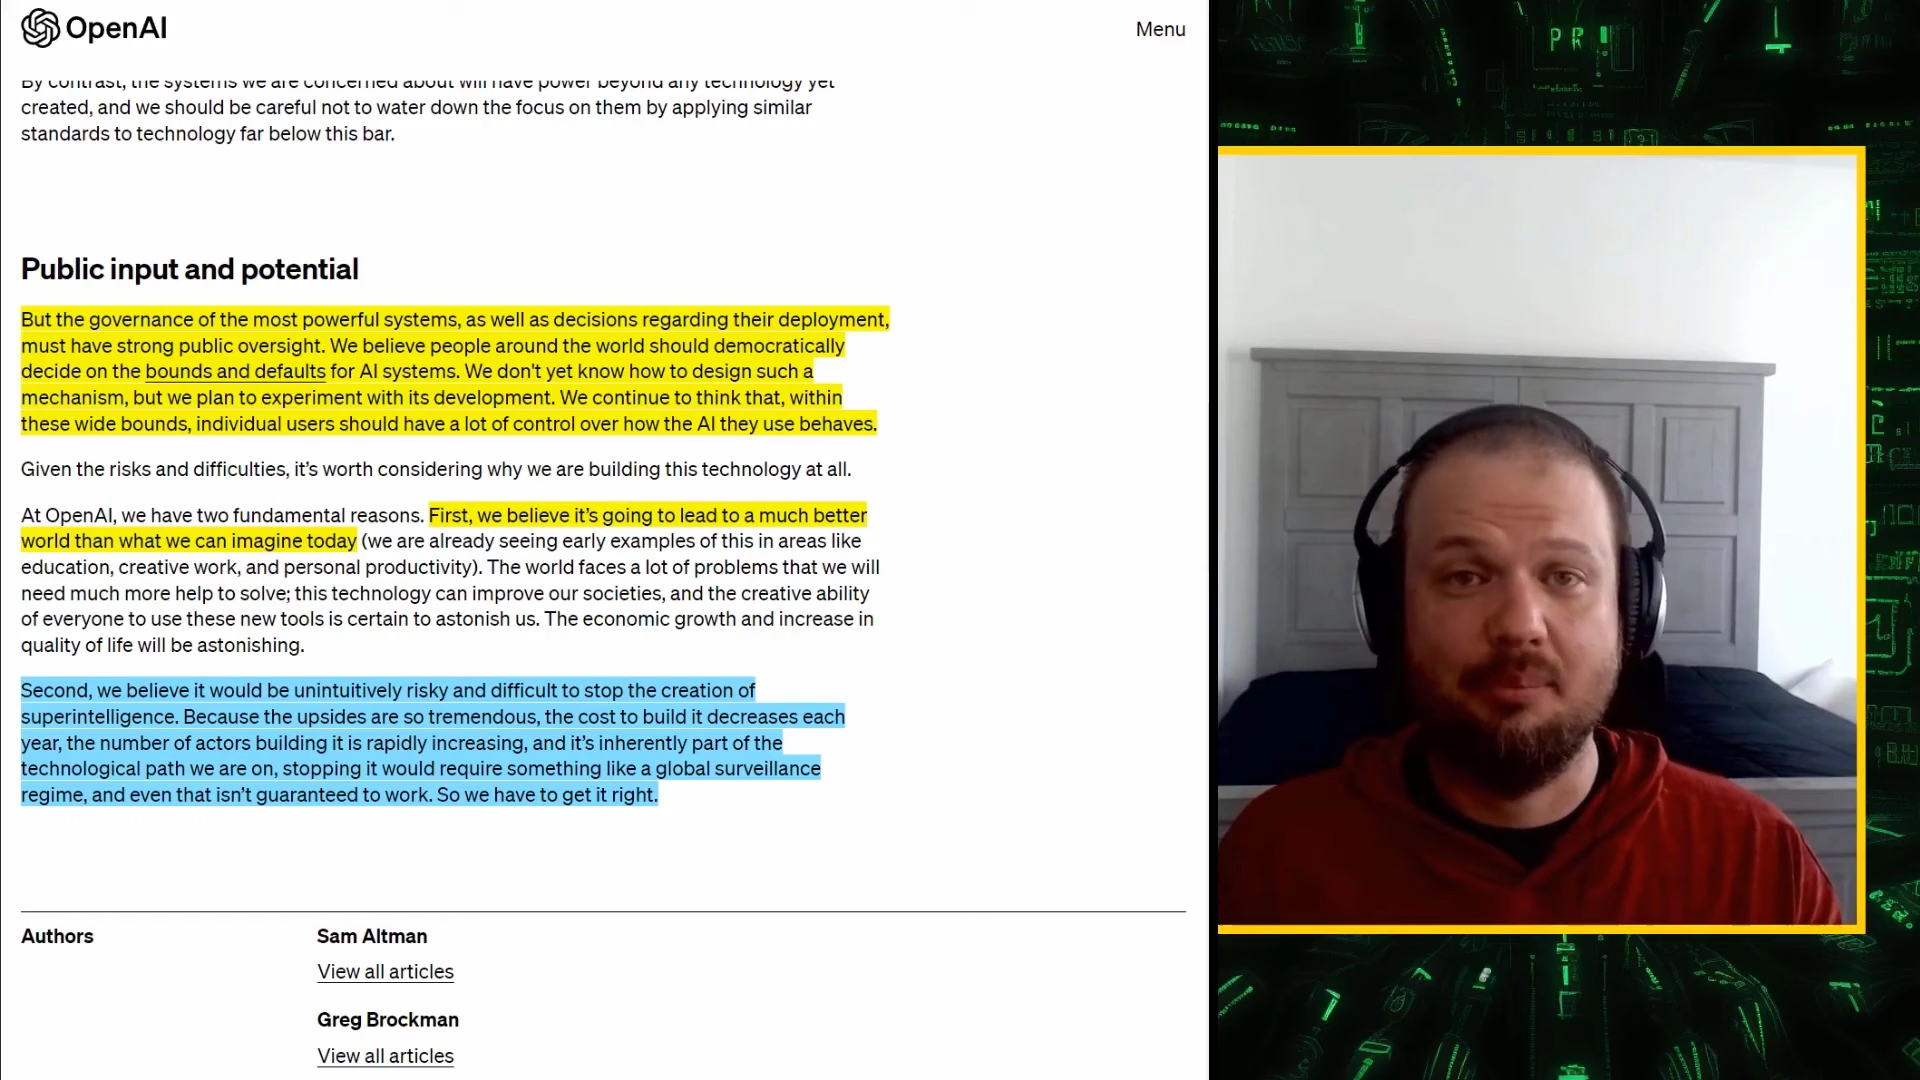 OpenAI
Menu
By contrast, the systems we are concerned about will have power beyond any technology yet
created, and we should be careful not to water down the focus on them by applying similar
standards to technology far below this bar.
Public input and potential
But the governance of the most powerful systems, as well as decisions regarding their deployment,
must have strong public oversight. We believe people around the world should democratically
decide on the bounds and defaults for AI systems. We don't yet know how to design such a
mechanism, but we plan to experiment with its development. We continue to think that, within
these wide bounds, individual users should have a lot of control over how the AI they use behaves.
Given the risks and difficulties, it’s worth considering why we are building this technology at all.
At OpenAI, we have two fundamental reasons. First, we believe it’s going to lead to a much better
world than what we can imagine today (we are already seeing early examples of this in areas like
education, creative work, and personal productivity). The world faces a lot of problems that we will
need much more help to solve; this technology can improve our societies, and the creative ability
of everyone to use these new tools is certain to astonish us. The economic growth and increase in
quality of life will be astonishing.
Second, we believe it would be unintuitively risky and difficult to stop the creation of
superintelligence. Because the upsides are so tremendous, the cost to build it decreases each
year, the number of actors building it is rapidly increasing, and it’s inherently part of the
technological path we are on, stopping it would require something like a global surveillance
regime, and even that isn’t guaranteed to work. So we have to get it right.
Authors
Sam Altman
View all articles
Greg Brockman
View all articles